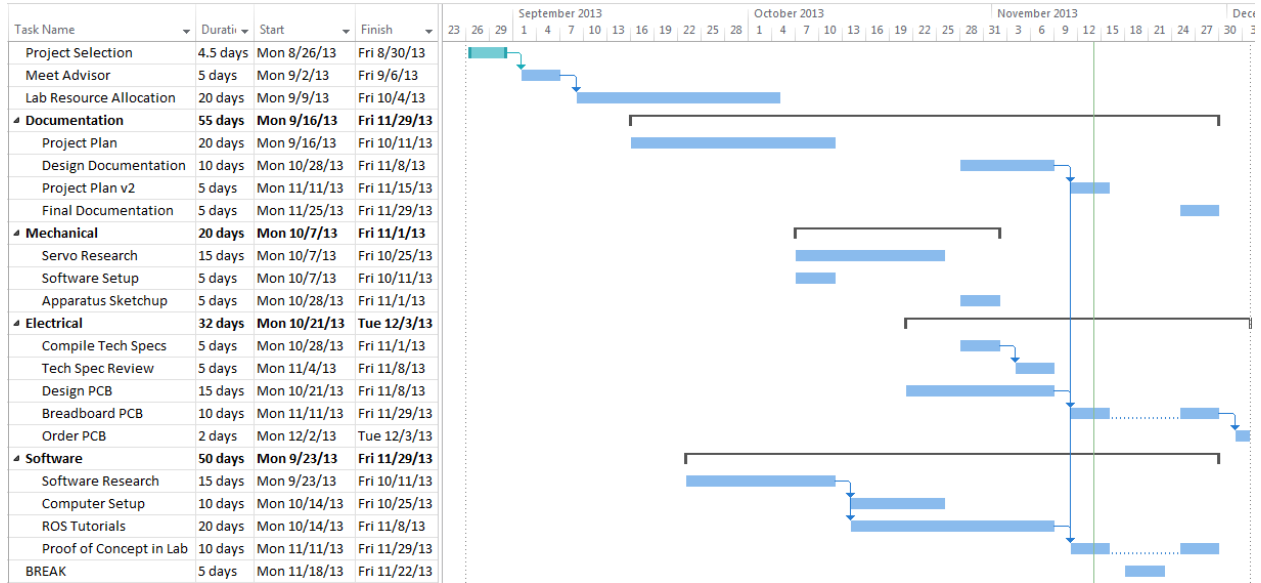 September 2013 October 2013 November 2013 Dece
Task Name Duratic Start Finish 23 26 29 1 4 7 10 13 16 19 22 25 28 1 4 7 10 13 16 19 22 25 28 31 3 6 9 12 15 18 21 24 27 30 3
Project Selection 4.5 days Mon 8/26/13 Fri 8/30/13
Meet Advisor 5 days Mon 9/2/13 Fri 9/6/13
Lab Resource Allocation 20 days Mon 9/9/13 Fri 10/4/13
Documentation 55 days Mon 9/16/13 Fri 11/29/13
Project Plan 20 days Mon 9/16/13 Fri 10/11/13
Design Documentation 10 days Mon 10/28/13 Fri 11/8/13
Project Plan v2 5 days Mon 11/11/13 Fri 11/15/13
Final Documentation 5 days Mon 11/25/13 Fri 11/29/13
Mechanical 20 days Mon 10/7/13 Fri 11/1/13
Servo Research 15 days Mon 10/7/13 Fri 10/25/13
Software Setup 5 days Mon 10/7/13 Fri 10/11/13
Apparatus Sketchup 5 days Mon 10/28/13 Fri 11/1/13
Electrical 32 days Mon 10/21/13 Tue 12/3/13
Compile Tech Specs 5 days Mon 10/28/13 Fri 11/1/13
Tech Spec Review 5 days Mon 11/4/13 Fri 11/8/13
Design PCB 15 days Mon 10/21/13 Fri 11/8/13
Breadboard PCB 10 days Mon 11/11/13 Fri 11/29/13
Order PCB 2 days Mon 12/2/13 Tue 12/3/13
Software 50 days Mon 9/23/13 Fri 11/29/13
Software Research 15 days Mon 9/23/13 Fri 10/11/13
Computer Setup 10 days Mon 10/14/13 Fri 10/25/13
ROS Tutorials 20 days Mon 10/14/13 Fri 11/8/13
Proof of Concept in Lab 10 days Mon 11/11/13 Fri 11/29/13
BREAK 5 days Mon 11/18/13 Fri 11/22/13